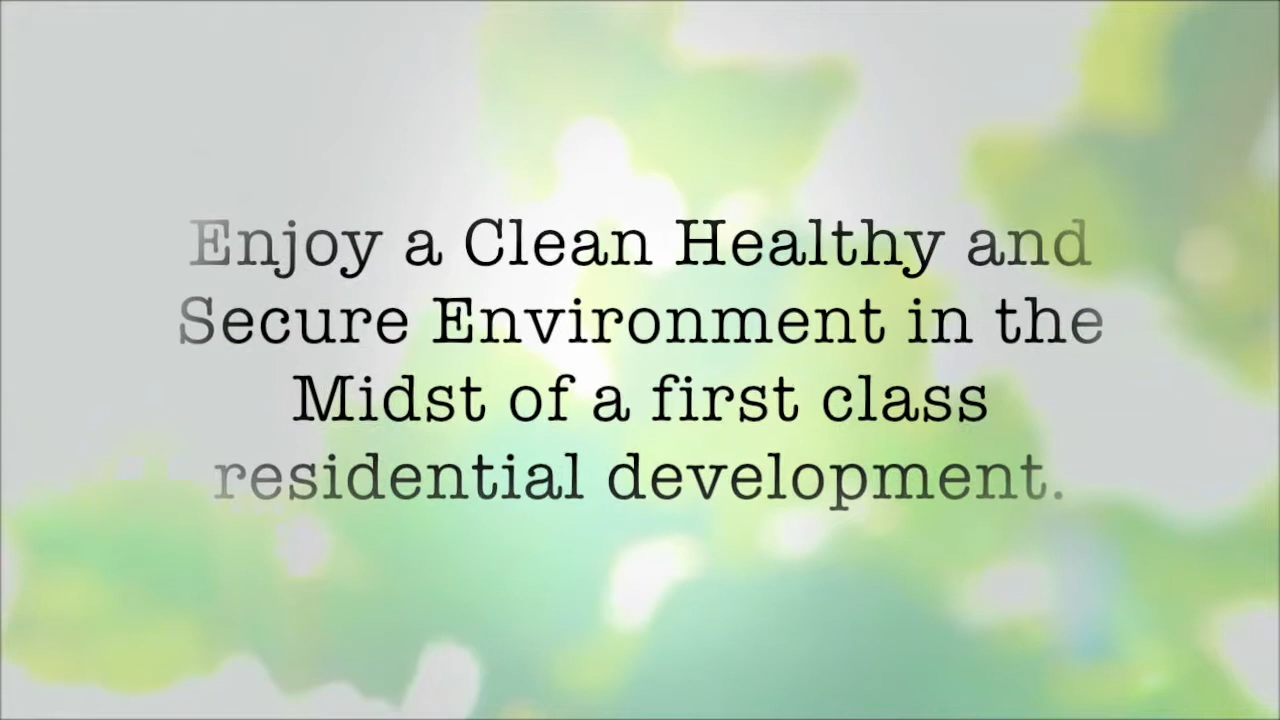 Enjoy a Clean Healthy and
Secure Environment in the
Midst of a first class
residential development.